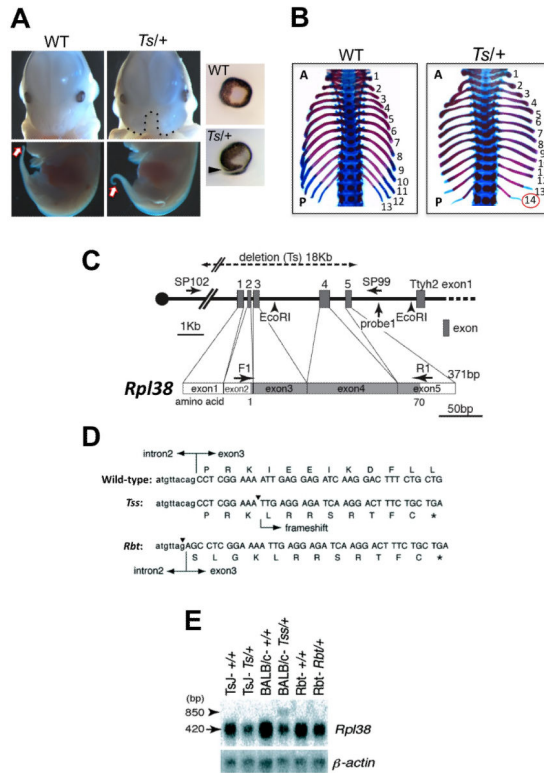 A
WT
Ts/+
WT
Ts/+
B
WT
Ts/+
A
P
1
2
3
4
5
6
7
8
9
10
11
12
13
A
P
1
2
3
4
5
6
7
8
9
10
11
12
13
14
C
deletion (Ts) 18Kb
SP102
SP99
Ttyh2 exon1
1 2 3 4 5
EcoRI
probe1
EcoRI
1Kb
exon
F1
R1
371bp
Rpl38
exon1 exon2 exon3 exon4 exon5
amino acid 1 70
50bp
D
intron2 exon3
P R K I E E I K D F L L
Wild-type: atgttacagCCT CGG AAA ATT GAG GAG ATC AAG GAC TTT CTG CTG
Tss: atgttacagCCT CGG AAA TTG AGG AGA TCA AGG ACT TTC TGC TGA
P R K L R R S R T F C *
frameshift
Rbt: atgttagAGC CTC GGA AAA TTG AGG AGA TCA AGG ACT TTC TGC TGA
S L G K L R R S R T F C *
intron2 exon3
E
TsJ- +/+
TsJ- Ts/+
BALB/c- +/+
BALB/c- Tss/+
Rbt- +/+
Rbt- Rbt/+
(bp)
850
420
Rpl38
β-actin